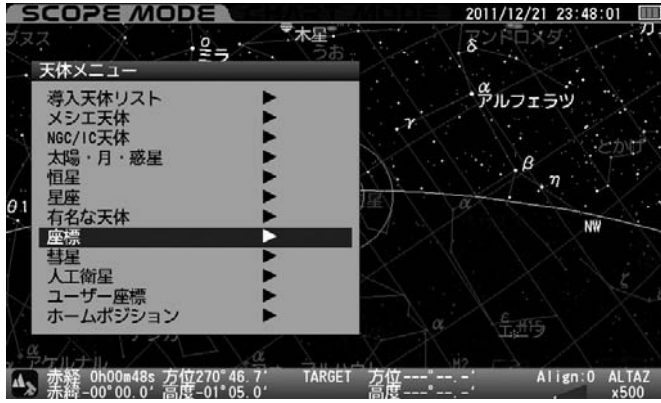 SCOPE MODE 2011/12/21 23:48:01
木星
うお
アンドロメダ
ο
ミラ
δ
天体メニュー
導入天体リスト ▶
メシエ天体 ▶
NGC/IC天体 ▶
太陽・月・惑星 ▶
恒星 ▶
星座 ▶
有名な天体 ▶
座標 ▶
彗星 ▶
人工衛星 ▶
ユーザー座標 ▶
ホームポジション ▶
α
アルフェラツ
γ
とかげ
β
η
α
NW
ζ
α
α
赤経 0h00m48s 方位270°46.7' TARGET 方位---°--.-' Align:0 ALTAZ
赤緯-00°00.0' 高度-01°05.0' 高度---°--.-' x500